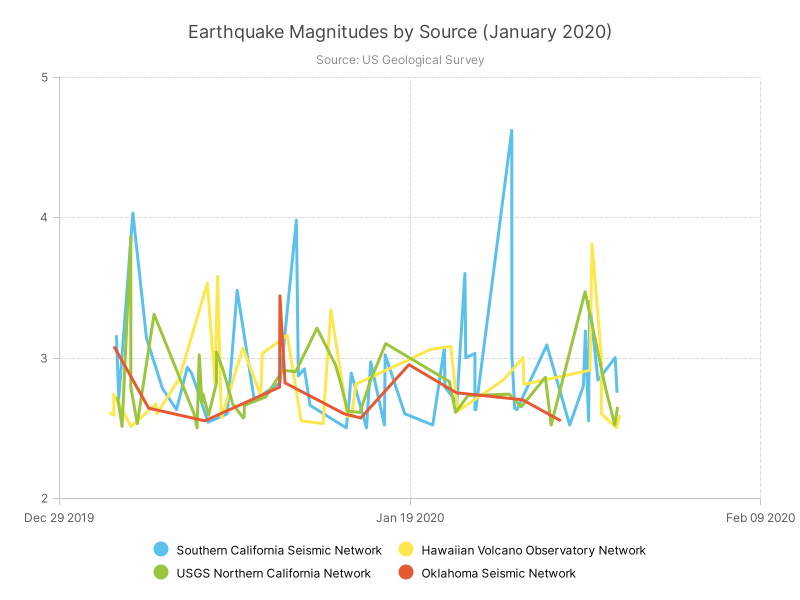 Earthquake Magnitudes by Source (January 2020)
Source: US Geological Survey
5
4
3
2
Dec 29 2019
Jan 19 2020
Feb 09 2020
Southern California Seismic Network
Hawaiian Volcano Observatory Network
USGS Northern California Network
Oklahoma Seismic Network